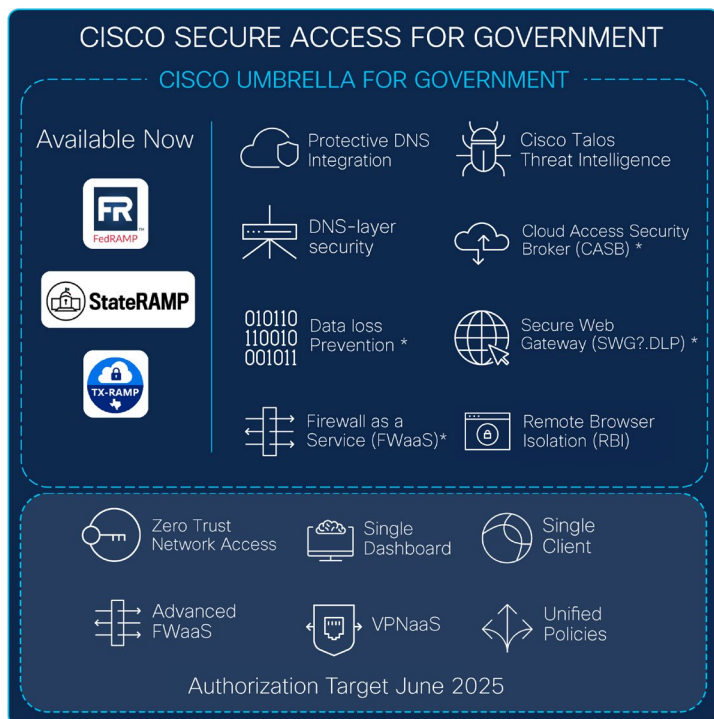 CISCO SECURE ACCESS FOR GOVERNMENT
CISCO UMBRELLA FOR GOVERNMENT
Available Now
FR
TM
FedRAMP
StateRAMP
TX-RAMP
Protective DNS
Integration
Cisco Talos
Threat Intelligence
DNS-layer
security
Cloud Access Security
Broker (CASB) *
010110
110010
001011
Data loss
Prevention *
Secure Web
Gateway (SWG?.DLP) *
Firewall as a
Service (FWaaS)*
Remote Browser
Isolation (RBI)
Zero Trust
Network Access
Single
Dashboard
Single
Client
Advanced
FWaaS
VPNaaS
Unified
Policies
Authorization Target June 2025